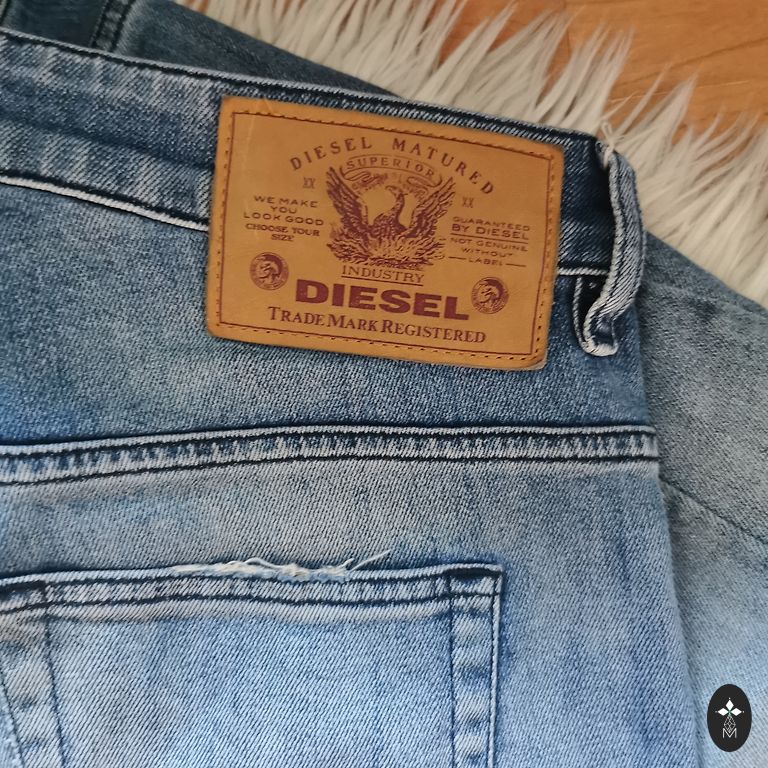 DIESEL MATURED
SUPERIOR
XX
XX
WE MAKE
YOU
LOOK GOOD
CHOOSE YOUR
SIZE
GUARANTEED
BY DIESEL
NOT GENUINE
WITHOUT
LABEL
INDUSTRY
DIESEL
TRADE MARK REGISTERED
M